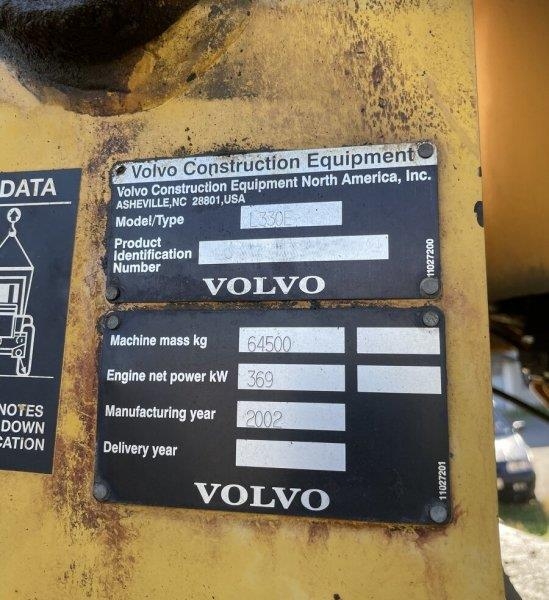 DATA
NOTES
DOWN
CATION
Volvo Construction Equipment
Volvo Construction Equipment North America, Inc.
ASHEVILLE,NC 28801,USA
Model/Type L330E
Product
Identification
Number
VOLVO
11027200
Machine mass kg 64500
Engine net power kW 369
Manufacturing year 2002
Delivery year
VOLVO
11027201